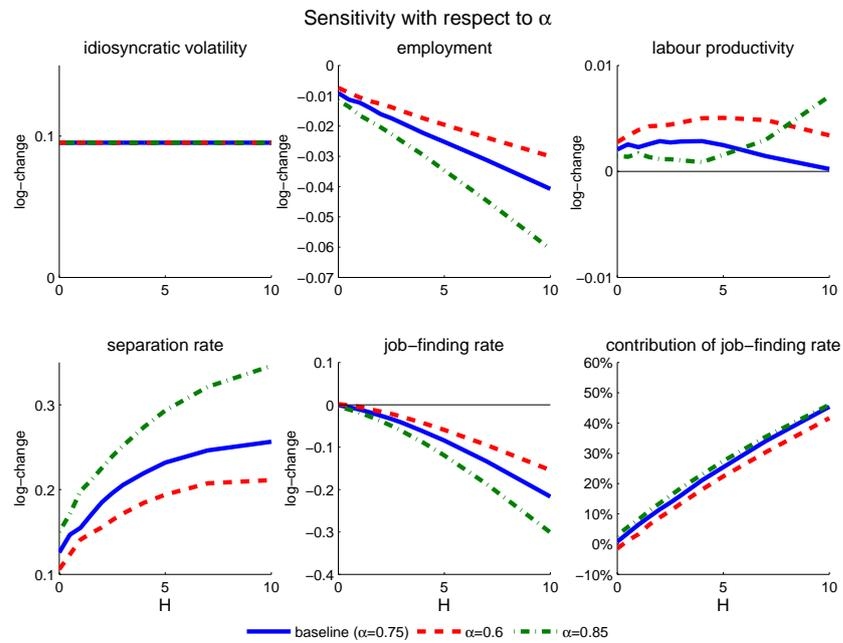 Sensitivity with respect to α
idiosyncratic volatility
employment
labour productivity
log−change
0.1
0
0
5
10
log−change
0
−0.01
−0.02
−0.03
−0.04
−0.05
−0.06
−0.07
0
5
10
log−change
0.01
0
−0.01
0
5
10
separation rate
job−finding rate
contribution of job−finding rate
log−change
0.3
0.2
0.1
0
5
10
H
log−change
0.1
0
−0.1
−0.2
−0.3
−0.4
0
5
10
H
60%
50%
40%
30%
20%
10%
0%
−10%
0
5
10
H
baseline (α=0.75)
α=0.6
α=0.85